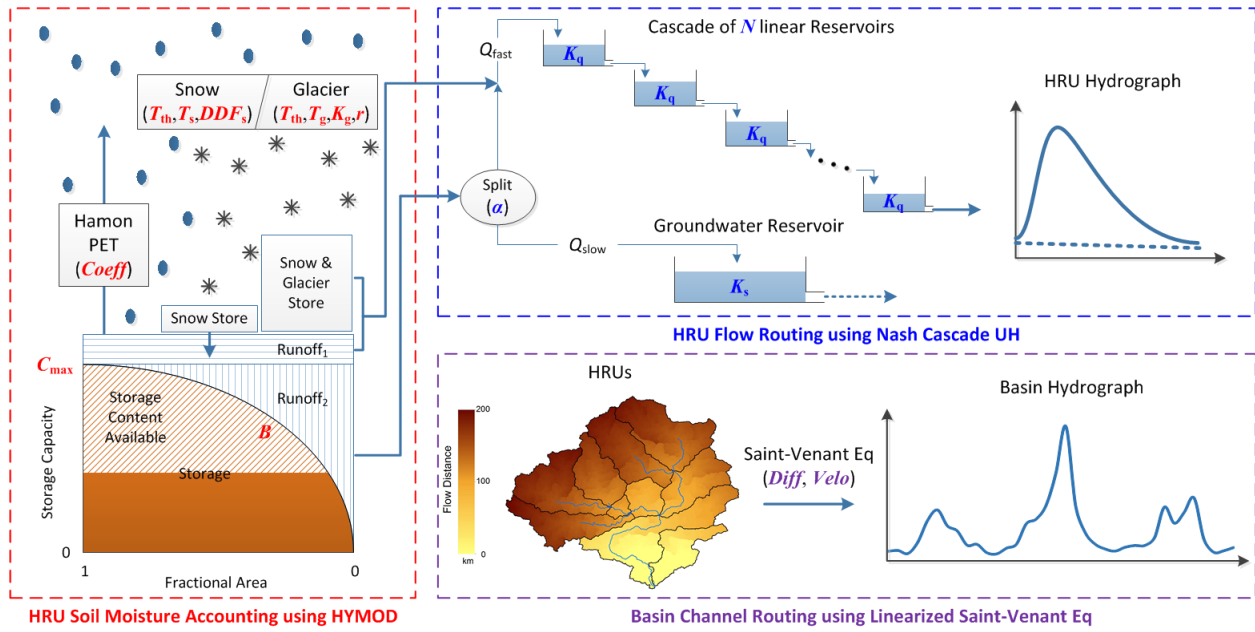 Snow
(Tth,Ts,DDFs)
Glacier
(Tth,Tg,Kg,r)
Hamon
PET
(Coeff)
Snow &
Glacier
Store
Snow Store
Runoff1
Cmax
Runoff2
Storage
Content
Available
B
Storage
Storage Capacity
0
1
0
Fractional Area
HRU Soil Moisture Accounting using HYMOD
Qfast
Cascade of N linear Reservoirs
Kq
Kq
Kq
Kq
Split
(α)
Qslow
Groundwater Reservoir
Ks
HRU Hydrograph
HRU Flow Routing using Nash Cascade UH
HRUs
200
100
0
km
Flow Distance
Saint-Venant Eq
(Diff, Velo)
Basin Hydrograph
Basin Channel Routing using Linearized Saint-Venant Eq